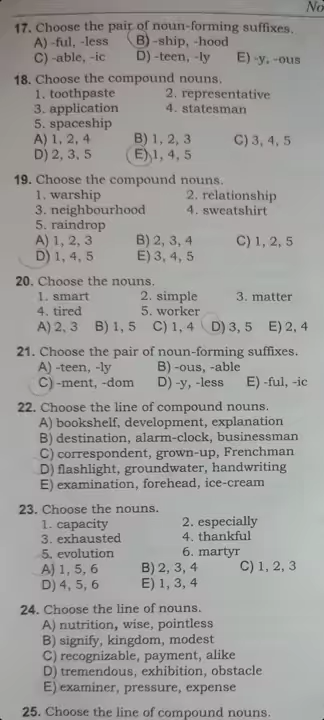 No
17. Choose the pair of noun-forming suffixes.
A) -ful, -less B) -ship, -hood
C) -able, -ic D) -teen, -ly E) -y, -ous
18. Choose the compound nouns.
1. toothpaste 2. representative
3. application 4. statesman
5. spaceship
A) 1, 2, 4 B) 1, 2, 3 C) 3, 4, 5
D) 2, 3, 5 E) 1, 4, 5
19. Choose the compound nouns.
1. warship 2. relationship
3. neighbourhood 4. sweatshirt
5. raindrop
A) 1, 2, 3 B) 2, 3, 4 C) 1, 2, 5
D) 1, 4, 5 E) 3, 4, 5
20. Choose the nouns.
1. smart 2. simple 3. matter
4. tired 5. worker
A) 2, 3 B) 1, 5 C) 1, 4 D) 3, 5 E) 2, 4
21. Choose the pair of noun-forming suffixes.
A) -teen, -ly B) -ous, -able
C) -ment, -dom D) -y, -less E) -ful, -ic
22. Choose the line of compound nouns.
A) bookshelf, development, explanation
B) destination, alarm-clock, businessman
C) correspondent, grown-up, Frenchman
D) flashlight, groundwater, handwriting
E) examination, forehead, ice-cream
23. Choose the nouns.
1. capacity 2. especially
3. exhausted 4. thankful
5. evolution 6. martyr
A) 1, 5, 6 B) 2, 3, 4 C) 1, 2, 3
D) 4, 5, 6 E) 1, 3, 4
24. Choose the line of nouns.
A) nutrition, wise, pointless
B) signify, kingdom, modest
C) recognizable, payment, alike
D) tremendous, exhibition, obstacle
E) examiner, pressure, expense
25. Choose the line of compound nouns.